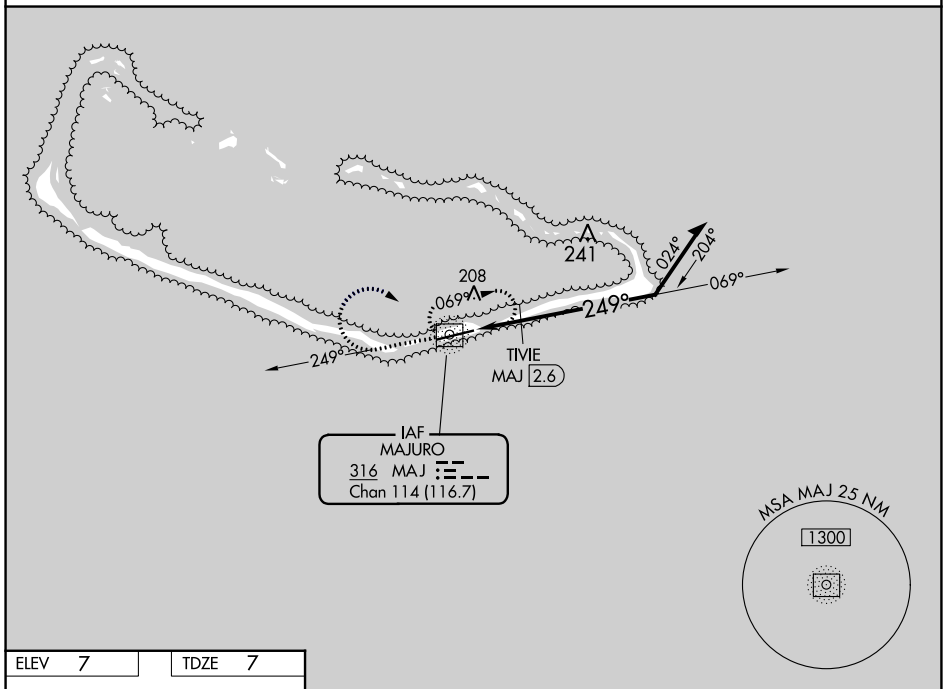 241
024°
204°
208
069°
069°
249°
249°
TIVIE
MAJ 2.6
IAF
MAJURO
316 MAJ
Chan 114 (116.7)
MSA MAJ 25 NM
1300
ELEV 7
TDZE 7